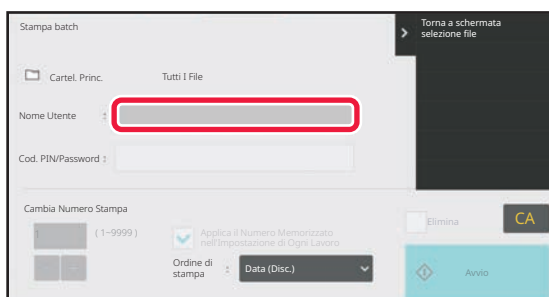 Stampa batch
Torna a schermata
selezione file
Cartel. Princ.
Tutti I File
Nome Utente :
Cod. PIN/Password :
Cambia Numero Stampa
1
( 1~9999 )
Applica il Numero Memorizzato
nell'impostazione di Ogni Lavoro
Ordine di
stampa :
Data (Disc.)
Elimina
CA
Avvio